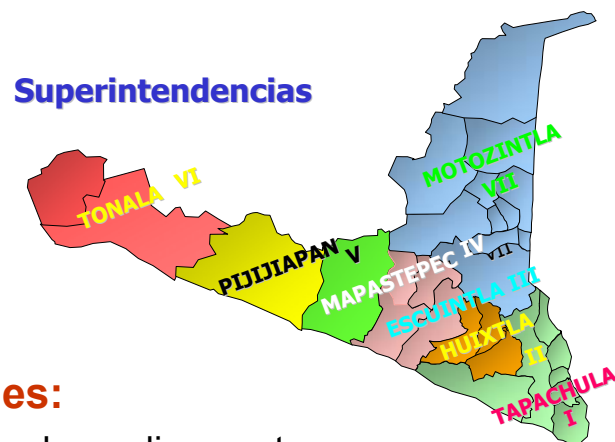 Superintendencias
MOTOZINTLA
VII
TONALA VI
PIJIJIAPAN V
MAPASTEPEC IV
VII
ESCUINTLA III
HUIXTLA
II
TAPACHULA
I
es: